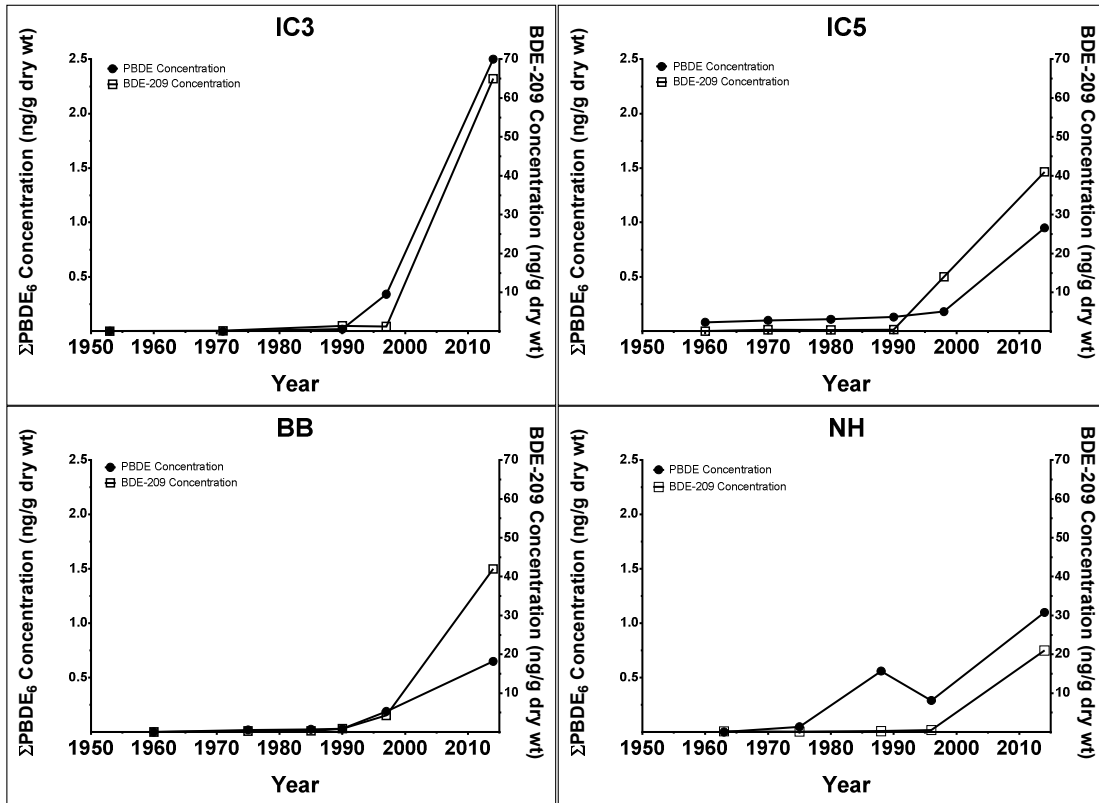 IC3
ΣPBDE6 Concentration (ng/g dry wt)
2.5
2.0
1.5
1.0
0.5
PBDE Concentration
BDE-209 Concentration
70
60
50
40
30
20
10
BDE-209 Concentration (ng/g dry wt)
1950 1960 1970 1980 1990 2000 2010
Year
IC5
ΣPBDE6 Concentration (ng/g dry wt)
2.5
2.0
1.5
1.0
0.5
PBDE Concentration
BDE-209 Concentration
70
60
50
40
30
20
10
BDE-209 Concentration (ng/g dry wt)
1950 1960 1970 1980 1990 2000 2010
Year
BB
ΣPBDE6 Concentration (ng/g dry wt)
2.5
2.0
1.5
1.0
0.5
PBDE Concentration
BDE-209 Concentration
70
60
50
40
30
20
10
BDE-209 Concentration (ng/g dry wt)
1950 1960 1970 1980 1990 2000 2010
Year
NH
ΣPBDE6 Concentration (ng/g dry wt)
2.5
2.0
1.5
1.0
0.5
PBDE Concentration
BDE-209 Concentration
70
60
50
40
30
20
10
BDE-209 Concentration (ng/g dry wt)
1950 1960 1970 1980 1990 2000 2010
Year